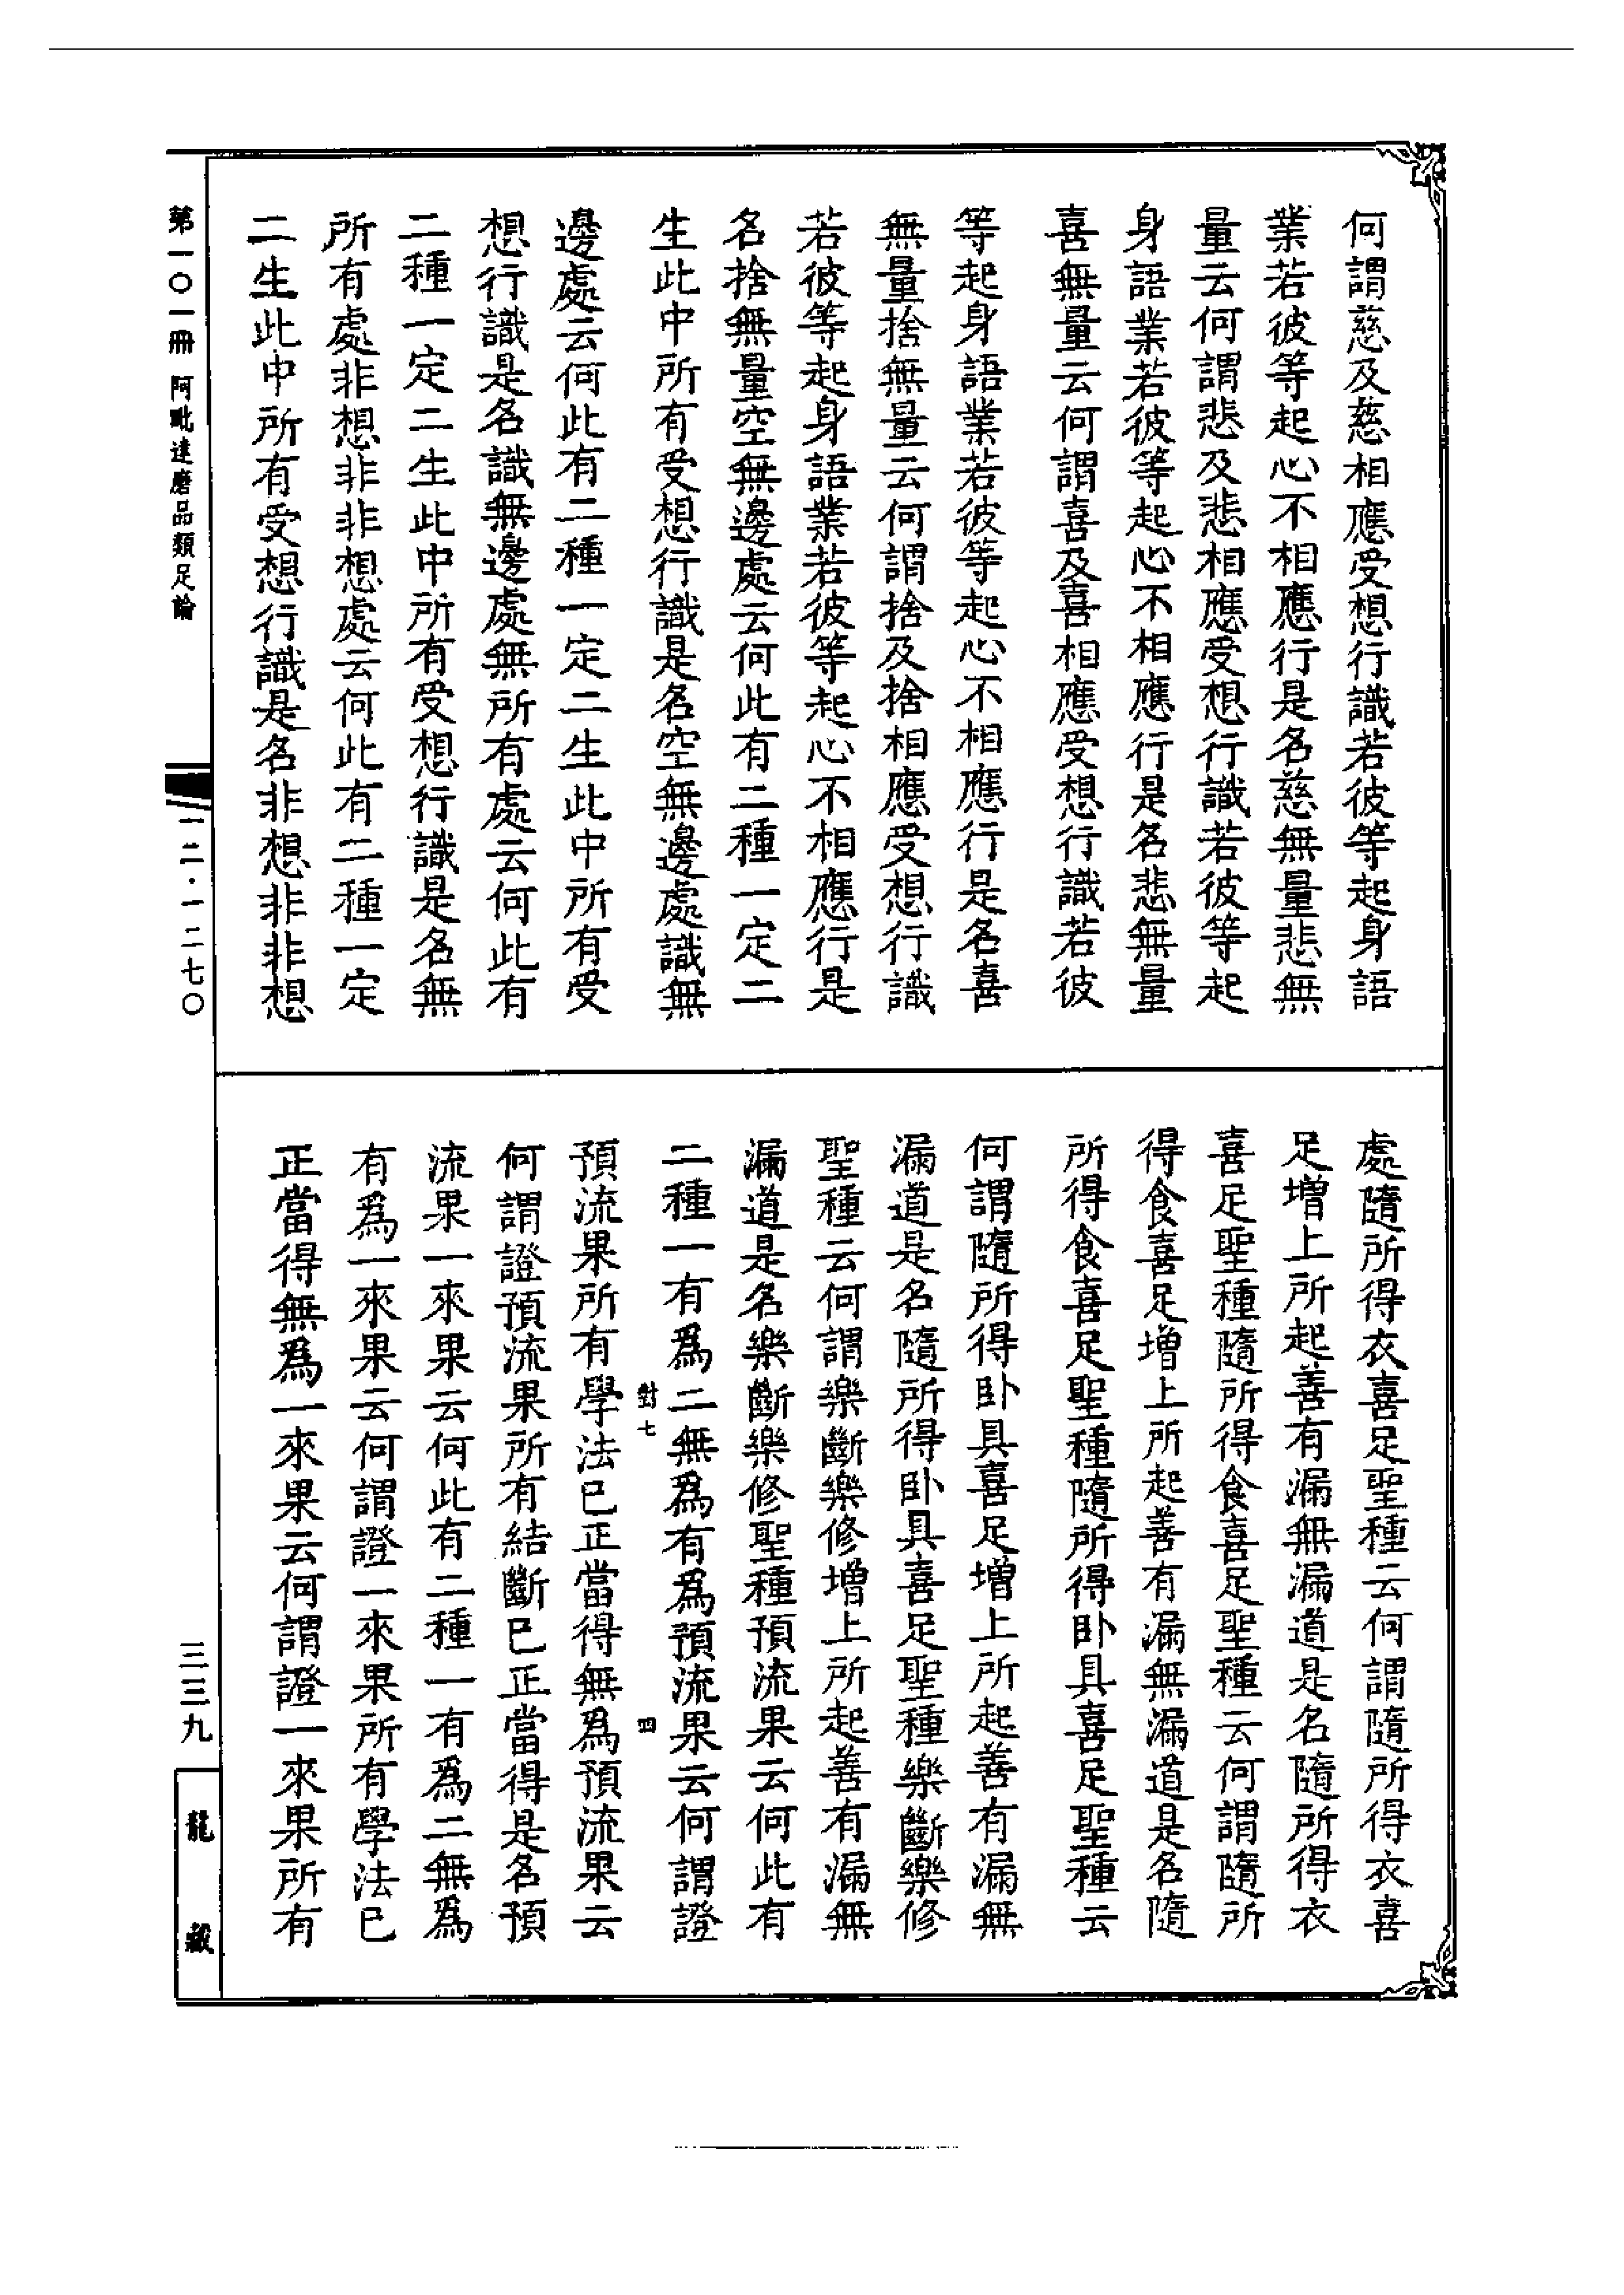 何謂慈及慈相應受想行識若彼等起身語
業若彼等起心不相應行是名慈無量悲無
量云何謂悲及悲相應受想行識若彼等起
身語業若彼等起心不相應行是名悲無量
喜無量云何謂喜及喜相應受想行識若彼
等起身語業若彼等起心不相應行是名喜
無量捨無量云何謂捨及捨相應受想行識
若彼等起身語業若彼等起心不相應行是
名捨無量空無邊處云何此有二種一定二
生此中所有受想行識是名空無邊處識無
邊處云何此有二種一定二生此中所有受
想行識是名識無邊處無所有處云何此有
二種一定二生此中所有受想行識是名無
所有處非想非非想處云何此有二種一定
二生此中所有受想行識是名非想非非想
處隨所得衣喜足聖種云何謂隨所得衣喜
足增上所起善有漏無漏道是名隨所得衣
喜足聖種隨所得食喜足聖種云何謂隨所
得食喜足增上所起善有漏無漏道是名隨
所得食喜足聖種隨所得臥具喜足聖種云
何謂隨所得臥具喜足增上所起善有漏無
漏道是名隨所得臥具喜足聖種樂斷樂修
聖種云何謂樂斷樂修增上所起善有漏無
漏道是名樂斷樂修聖種預流果云何此有
二種一有為二無為有為預流果云何謂證
對七 四
預流果所有學法已正當得無為預流果云
何謂證預流果所有結斷已正當得是名預
流果一來果云何此有二種一有為二無為
有為一來果云何謂證一來果所有學法已
正當得無為一來果云何謂證一來果所有
第一〇一冊 阿毗達磨品類足論
一二·一二七〇
三三九
龍藏